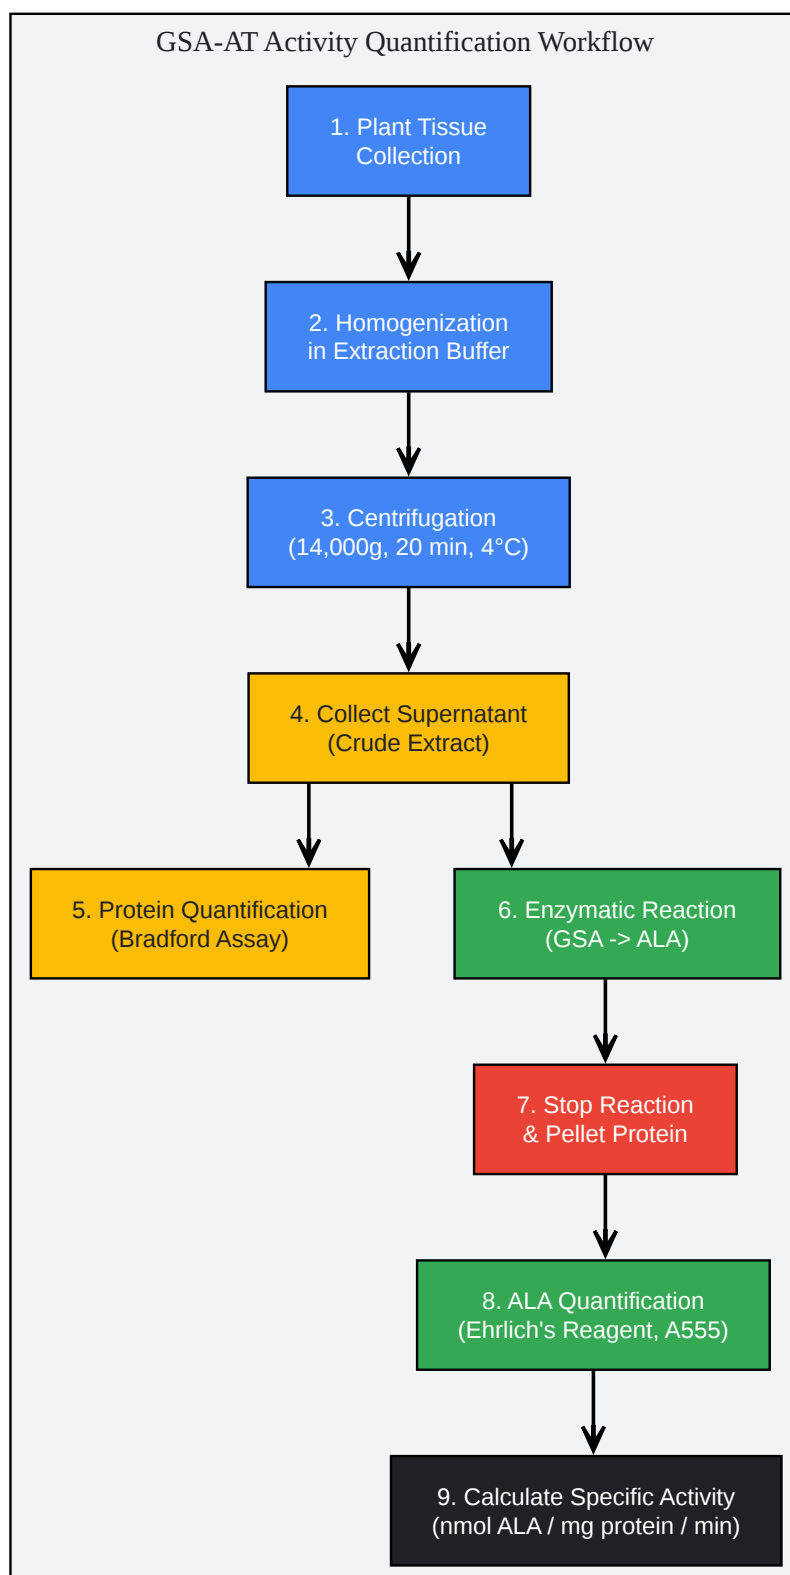 GSA-AT Activity Quantification Workflow
1. Plant Tissue
Collection
2. Homogenization
in Extraction Buffer
3. Centrifugation
(14,000g, 20 min, 4°C)
4. Collect Supernatant
(Crude Extract)
5. Protein Quantification
(Bradford Assay)
6. Enzymatic Reaction
(GSA -> ALA)
7. Stop Reaction
& Pellet Protein
8. ALA Quantification
(Ehrlich's Reagent, A555)
9. Calculate Specific Activity
(nmol ALA / mg protein / min)